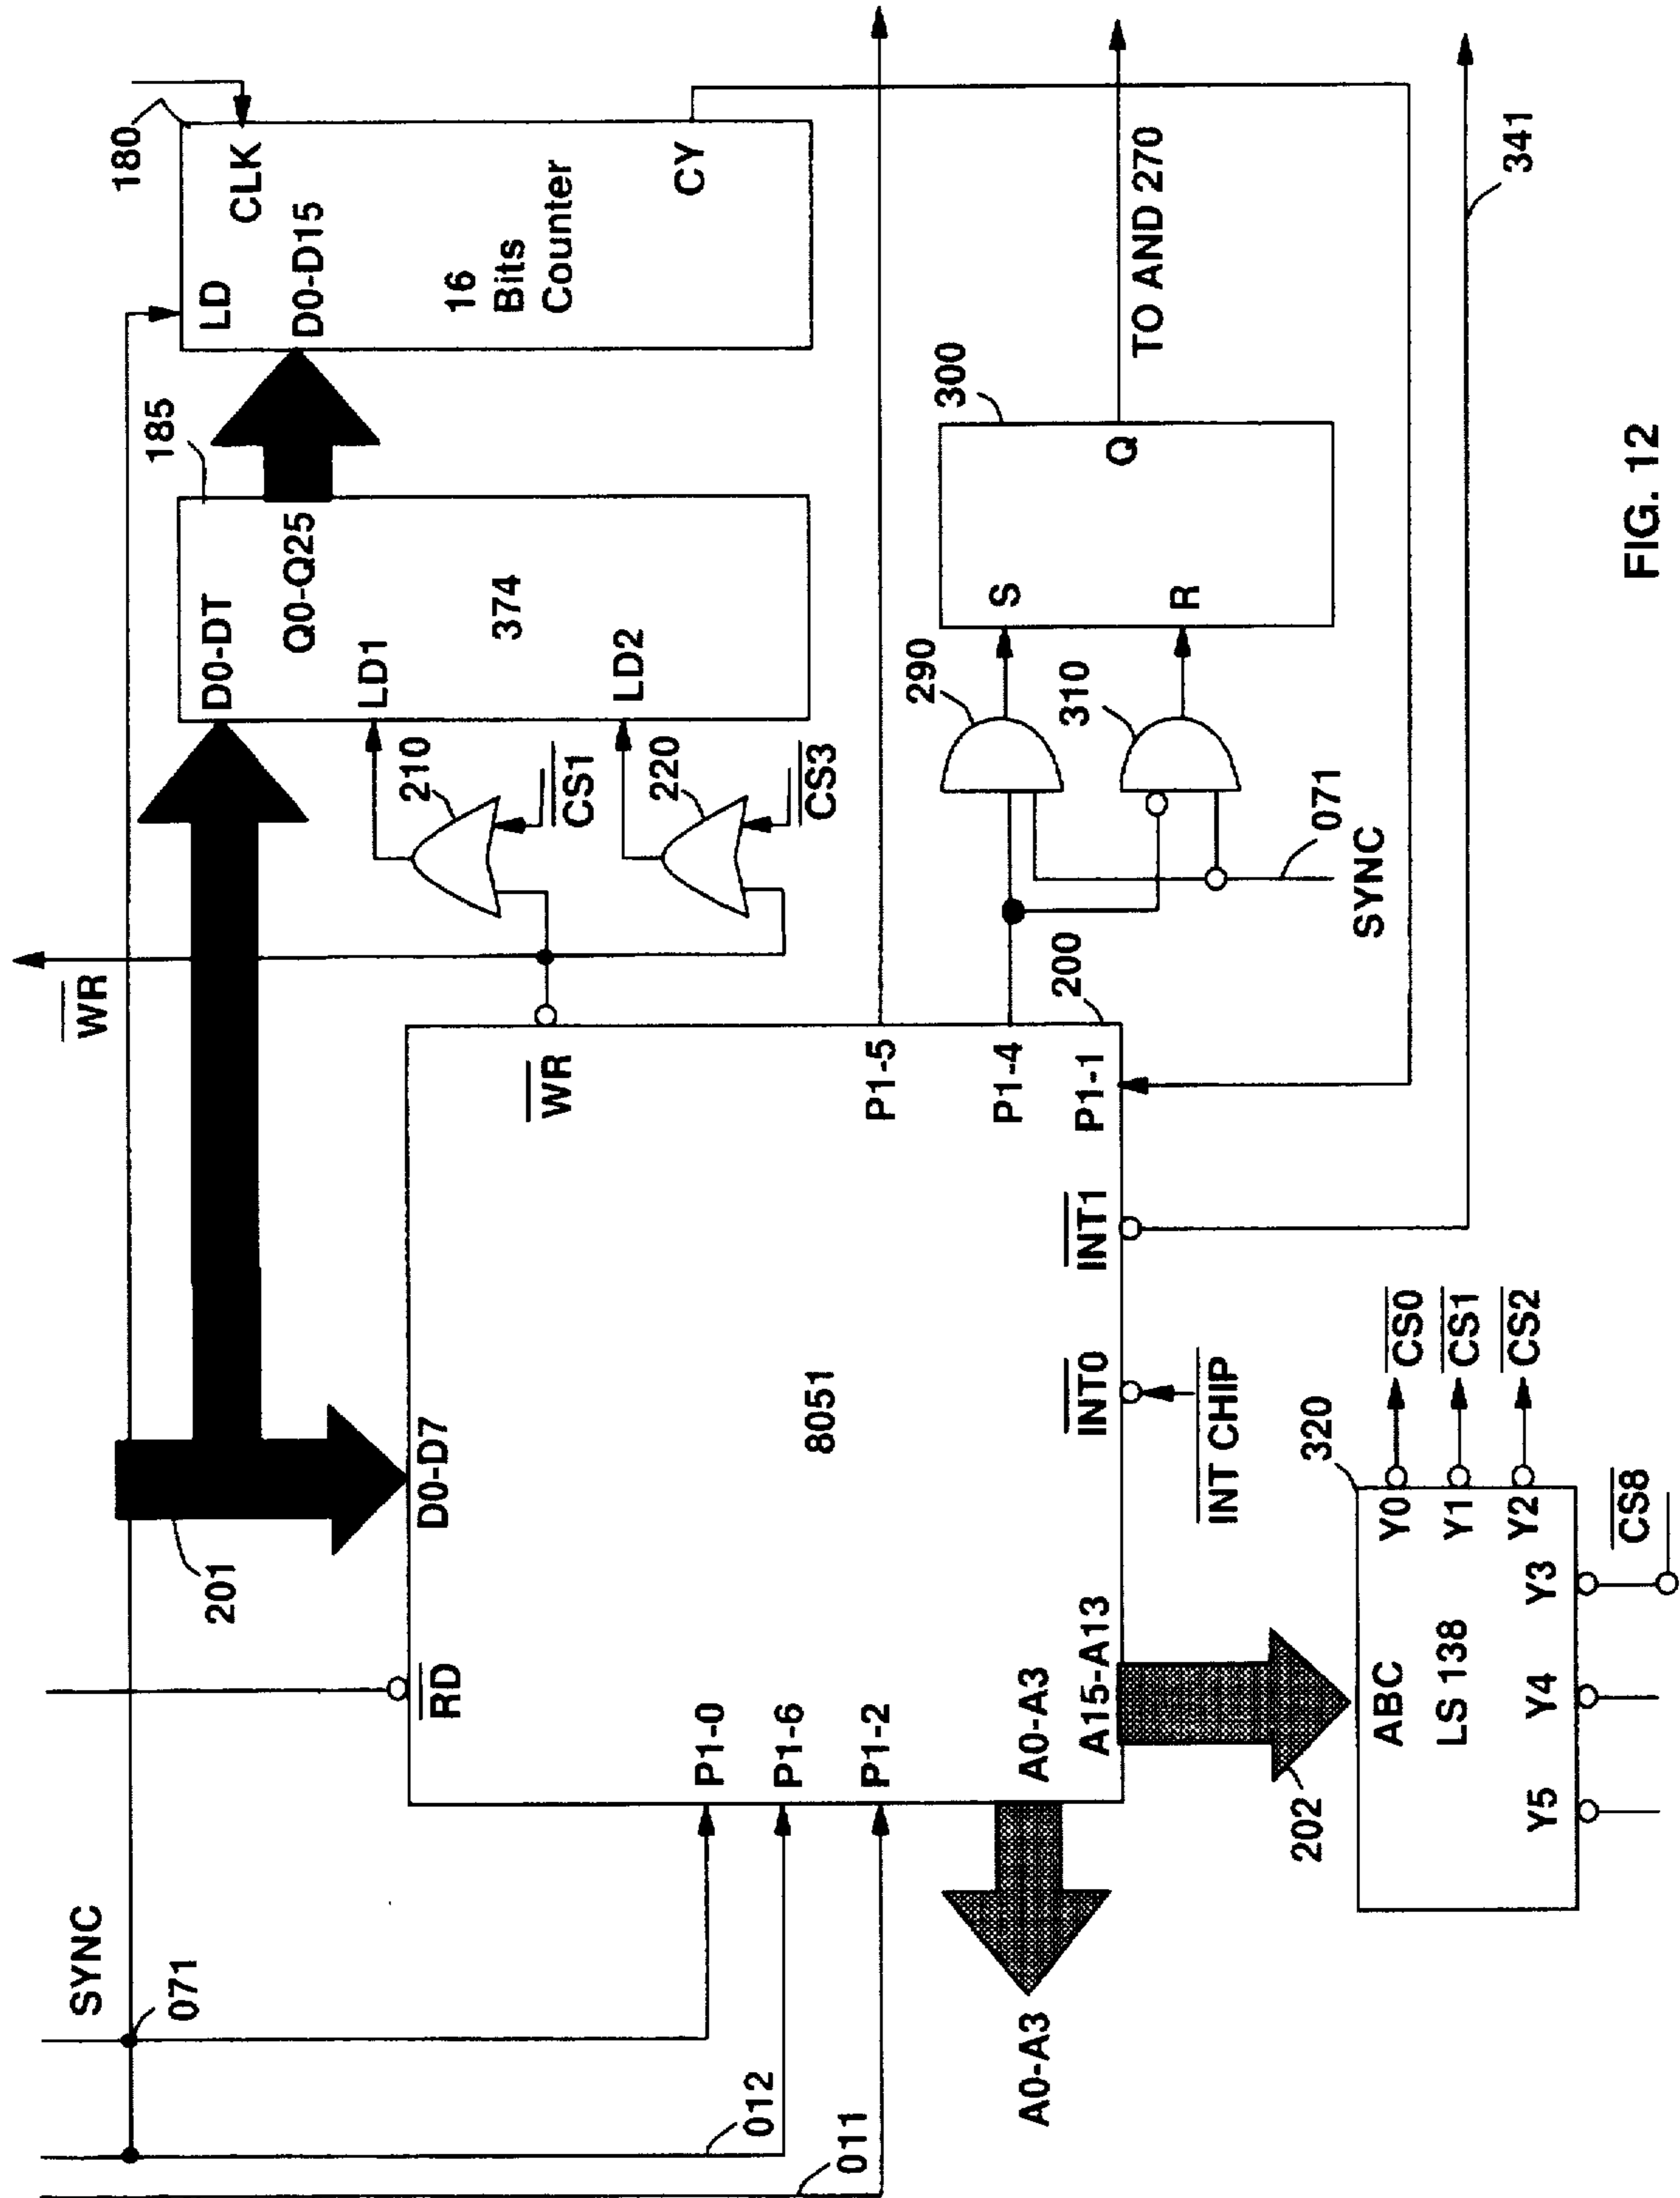 SYNC
071
012
011
WR
201
RD
P1-0
P1-6
P1-2
A0-A3
A0-A3
A15-A13
D0-D7
8051
WR
P1-5
P1-4
P1-1
INT1
INT0
INT CHIP
200
202
ABC
LS 138
Y0
Y1
Y2
Y3
Y4
Y5
320
CS0
CS1
CS2
CS8
185
D0-DT
Q0-Q25
LD1
374
LD2
210
CS1
220
CS3
180
LD
CLK
D0-D15
16
Bits
Counter
CY
290
310
SYNC
071
300
S
R
Q
TO AND 270
341
FIG. 12